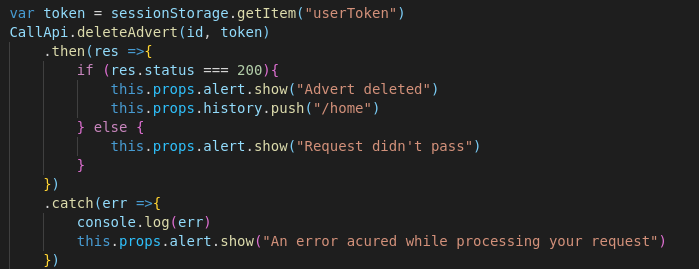 var token = sessionStorage.getItem("userToken")
CallApi.deleteAdvert(id, token)
    .then(res =>{
        if (res.status === 200){
            this.props.alert.show("Advert deleted")
            this.props.history.push("/home")
        } else {
            this.props.alert.show("Request didn't pass")
        }
    })
    .catch(err =>{
        console.log(err)
        this.props.alert.show("An error acured while processing your request")
    })